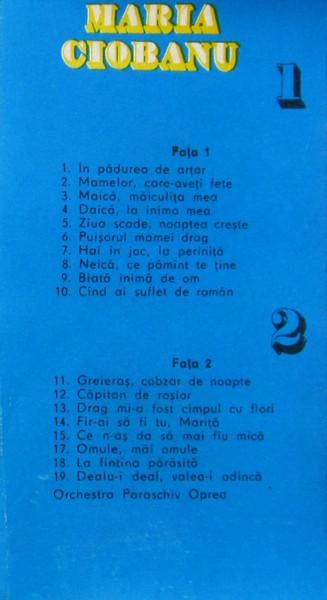 MARIA
CIOBANU
1
Fața 1
1. În pădurea de arțar
2. Mamelor, care-aveți fete
3. Maică, măiculița mea
4. Daică, la inima mea
5. Ziua scade, noaptea crește
6. Puișorul mamei drag
7. Hai în joc, la periniță
8. Neică, ce pămînt te ține
9. Biată inimă de om
10. Cînd ai suflet de român
2
Fața 2
11. Greieraș, cobzar de noapte
12. Căpitan de roșior
13. Drag mi-a fost cîmpul cu flori
14. Fir-ai să fi tu, Mariță
15. Ce n-aș da să mai fiu mică
17. Omule, măi omule
18. La fîntîna părăsită
19. Dealu-i deal, valea-i adîncă
Orchestra Paraschiv Oprea